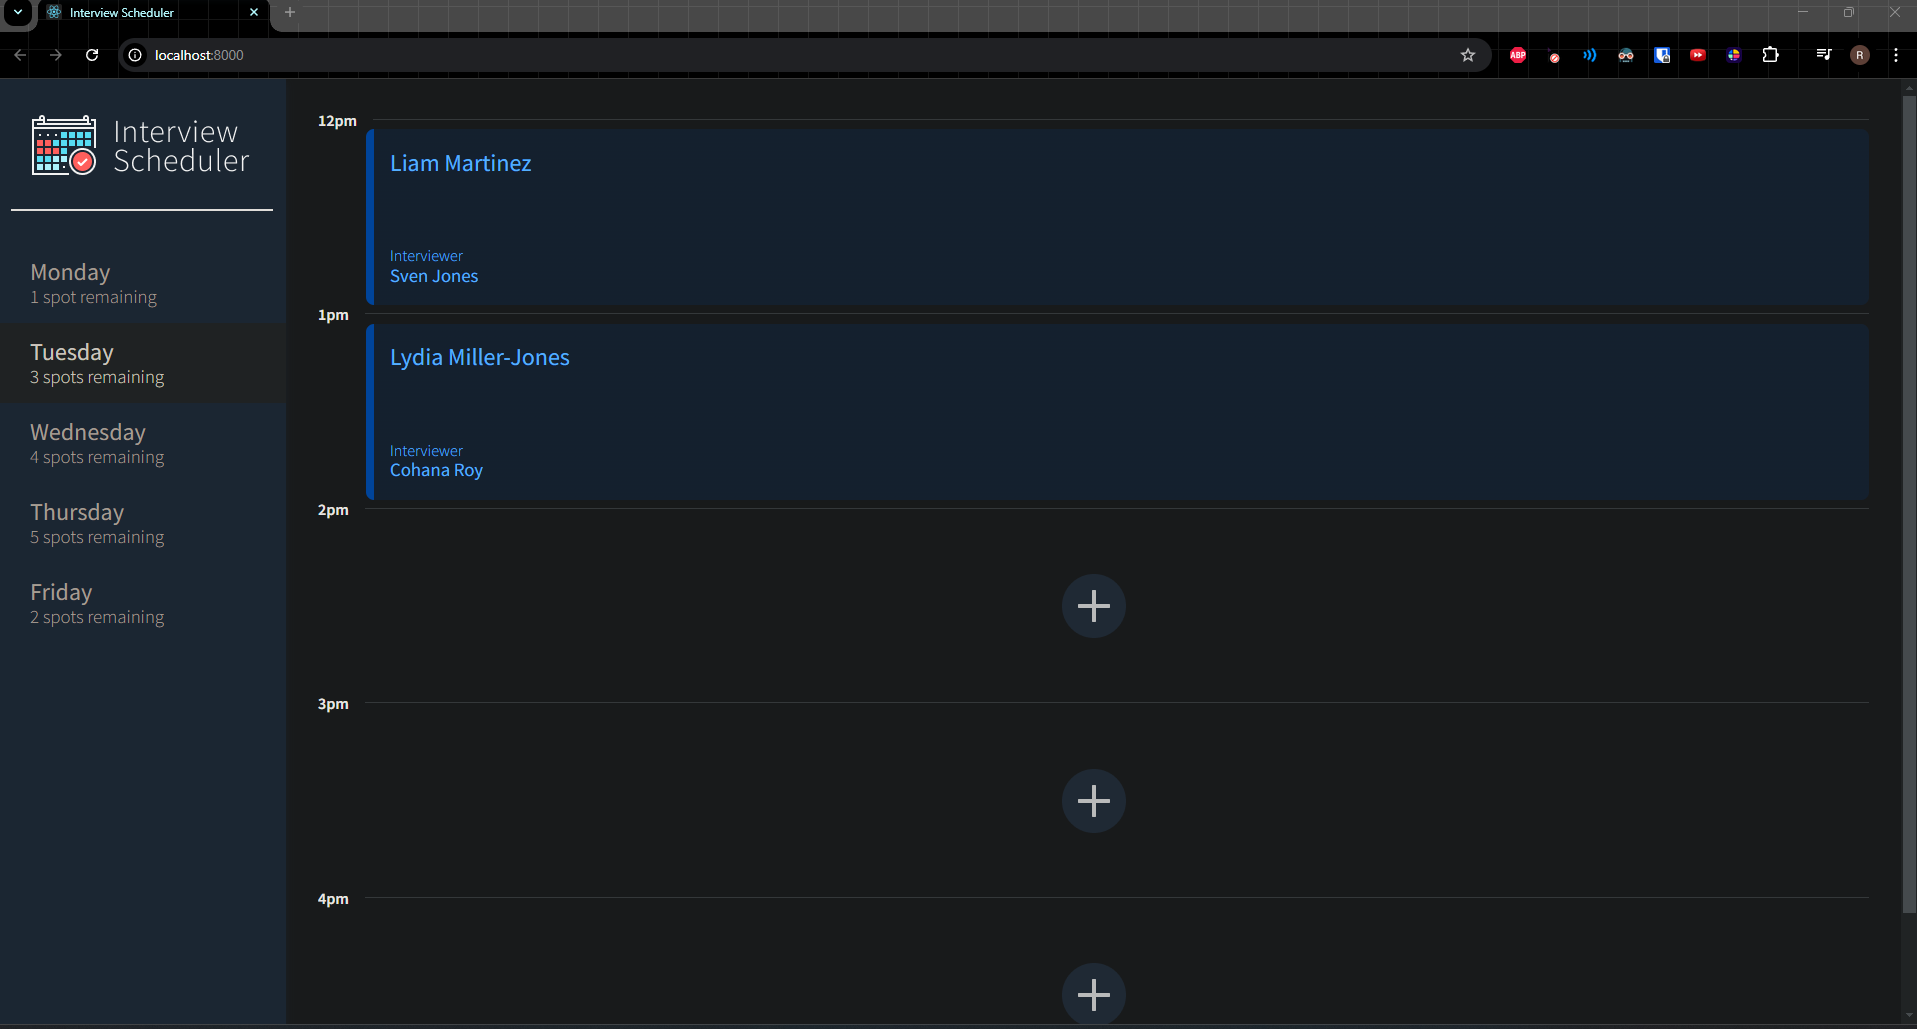 Interview Scheduler
localhost:8000
ABP
R
Interview
Scheduler
Monday
1 spot remaining
Tuesday
3 spots remaining
Wednesday
4 spots remaining
Thursday
5 spots remaining
Friday
2 spots remaining
12pm
Liam Martinez
Interviewer
Sven Jones
1pm
Lydia Miller-Jones
Interviewer
Cohana Roy
2pm
3pm
4pm